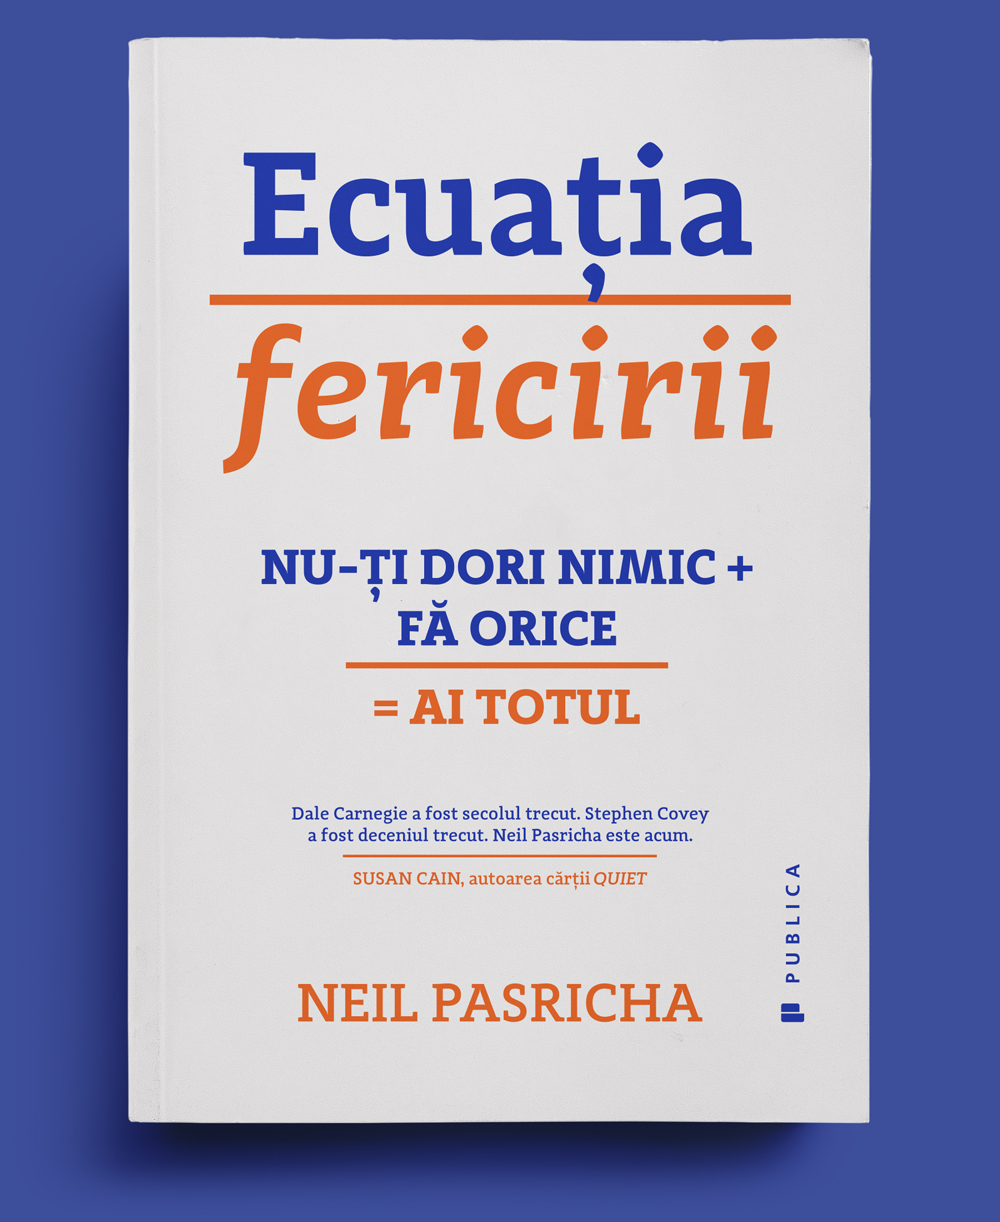 Ecuația
fericirii
NU-ȚI DORI NIMIC +
FĂ ORICE
= AI TOTUL
Dale Carnegie a fost secolul trecut. Stephen Covey
a fost deceniul trecut. Neil Pasricha este acum.
SUSAN CAIN, autoarea cărții QUIET
NEIL PASRICHA
PUBLICA